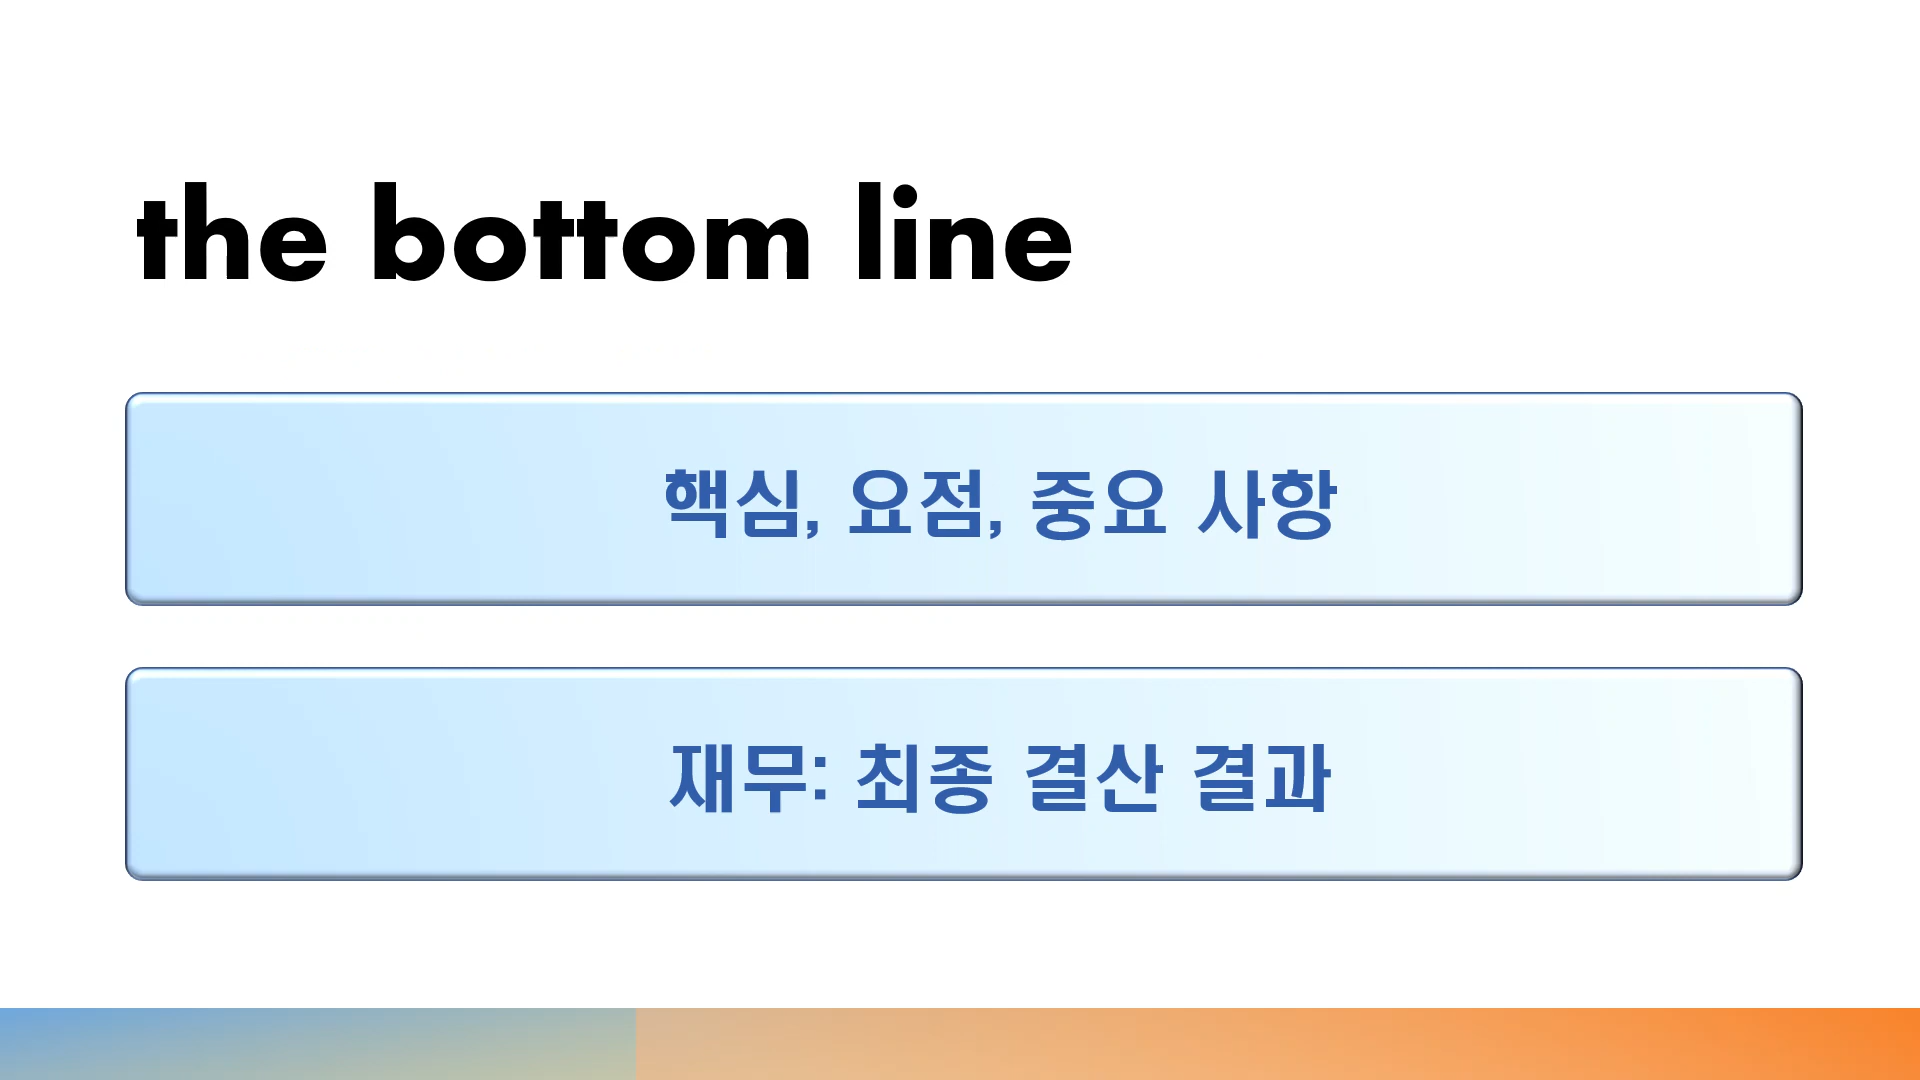 the bottom line
핵심, 요점, 중요 사항
재무: 최종 결산 결과